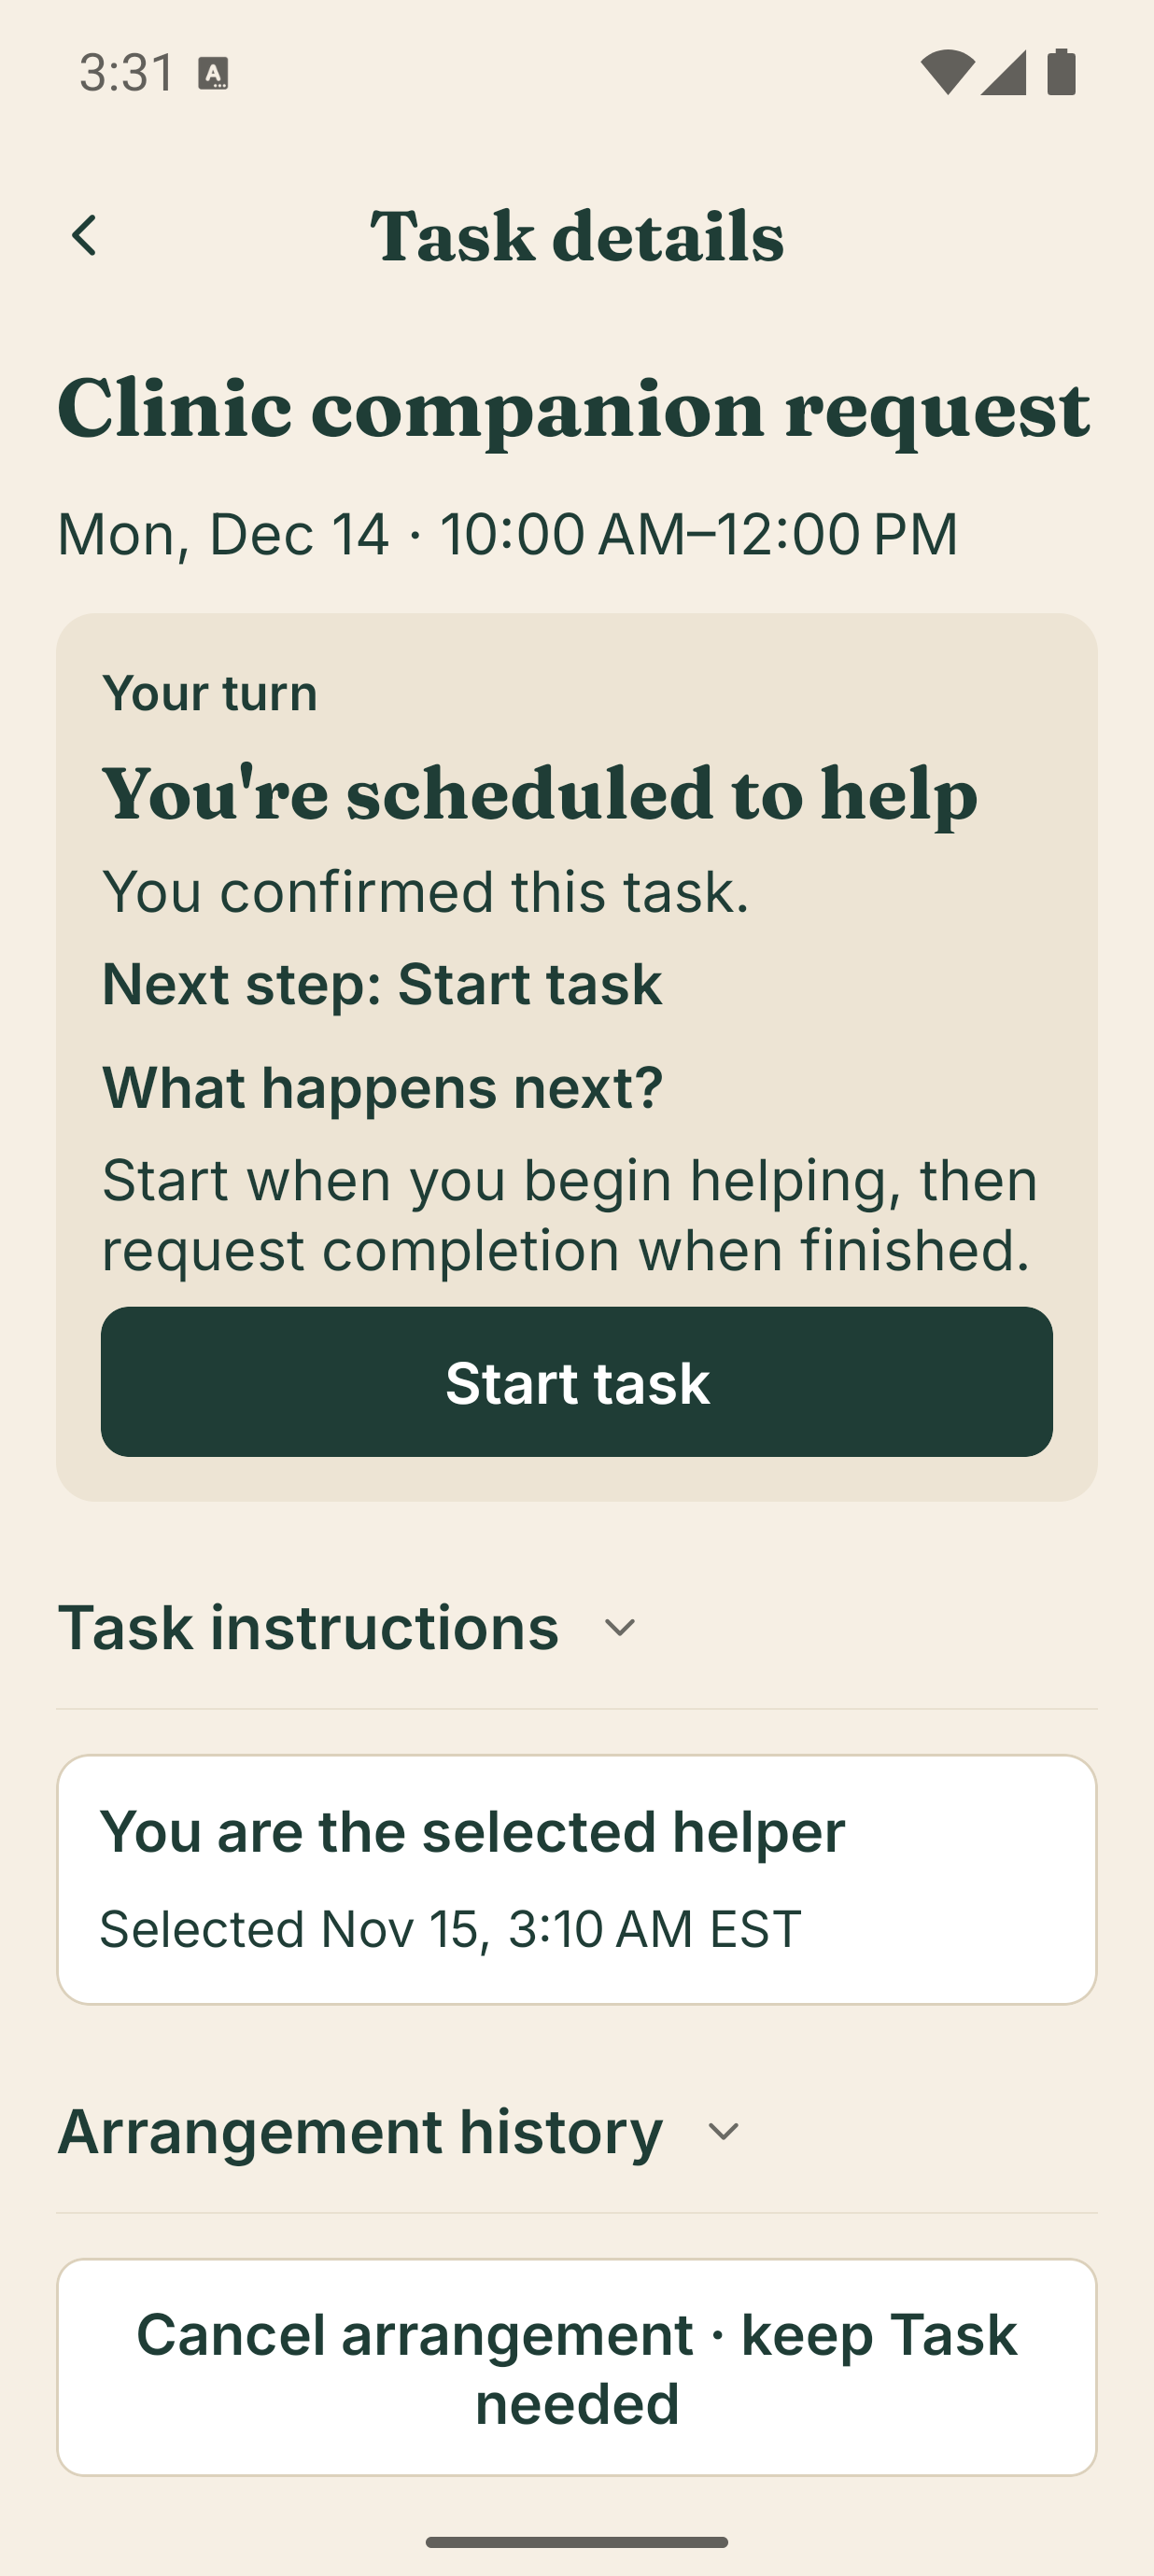 3:31
Task details
Clinic companion request
Mon, Dec 14 · 10:00 AM–12:00 PM
Your turn
You're scheduled to help
You confirmed this task.
Next step: Start task
What happens next?
Start when you begin helping, then
request completion when finished.
Start task
Task instructions
You are the selected helper
Selected Nov 15, 3:10 AM EST
Arrangement history
Cancel arrangement · keep Task
needed